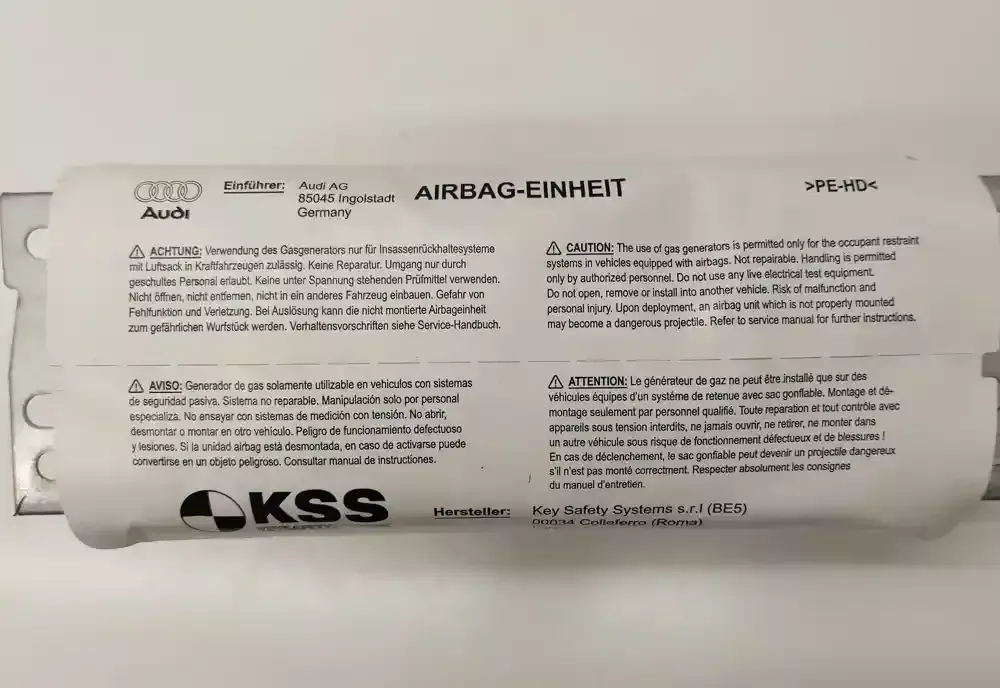 Audi
Einführer: Audi AG
85045 Ingolstadt
Germany
AIRBAG-EINHEIT
>PE-HD<
ACHTUNG: Verwendung des Gasgenerators nur für Insassenrückhaltesysteme
mit Luftsack in Kraftfahrzeugen zulässig. Keine Reparatur. Umgang nur durch
geschultes Personal erlaubt. Keine unter Spannung stehenden Prüfmittel verwenden.
Nicht öffnen, nicht entfernen, nicht in ein anderes Fahrzeug einbauen. Gefahr von
Fehlfunktion und Verletzung. Bei Auslösung kann die nicht montierte Airbageinheit
zum gefährlichen Wurfstück werden. Verhaltensvorschriften siehe Service-Handbuch.
CAUTION: The use of gas generators is permitted only for the occupant restraint
systems in vehicles equipped with airbags. Not repairable. Handling is permitted
only by authorized personnel. Do not use any live electrical test equipment.
Do not open, remove or install into another vehicle. Risk of malfunction and
personal injury. Upon deployment, an airbag unit which is not properly mounted
may become a dangerous projectile. Refer to service manual for further instructions.
AVISO: Generador de gas solamente utilizable en vehiculos con sistemas
de seguridad pasiva. Sistema no reparable. Manipulación solo por personal
especializa. No ensayar con sistemas de medición con tensión. No abrir,
desmontar o montar en otro vehiculo. Peligro de funcionamiento defectuoso
y lesiones. Si la unidad airbag está desmontada, en caso de activarse puede
convertirse en un objeto peligroso. Consultar manual de instrucciones.
ATTENTION: Le générateur de gaz ne peut être installé que sur des
véhicules équipes d'un systéme de retenue avec sac gonflable. Montage et dé-
montage seulement par personnel qualifié. Toute reparation et tout contrôle avec
appareils sous tension interdits, ne jamais ouvrir, ne retirer, ne monter dans
un autre véhicule sous risque de fonctionnement défectueux et de blessures !
En cas de déclenchement, le sac gonflable peut devenir un projectile dangereux
s'il n'est pas monté correctment. Respecter absolument les consignes
du manuel d'entretien.
KSS
Hersteller: Key Safety Systems s.r.l (BE5)
00034 Colleferro (Roma)